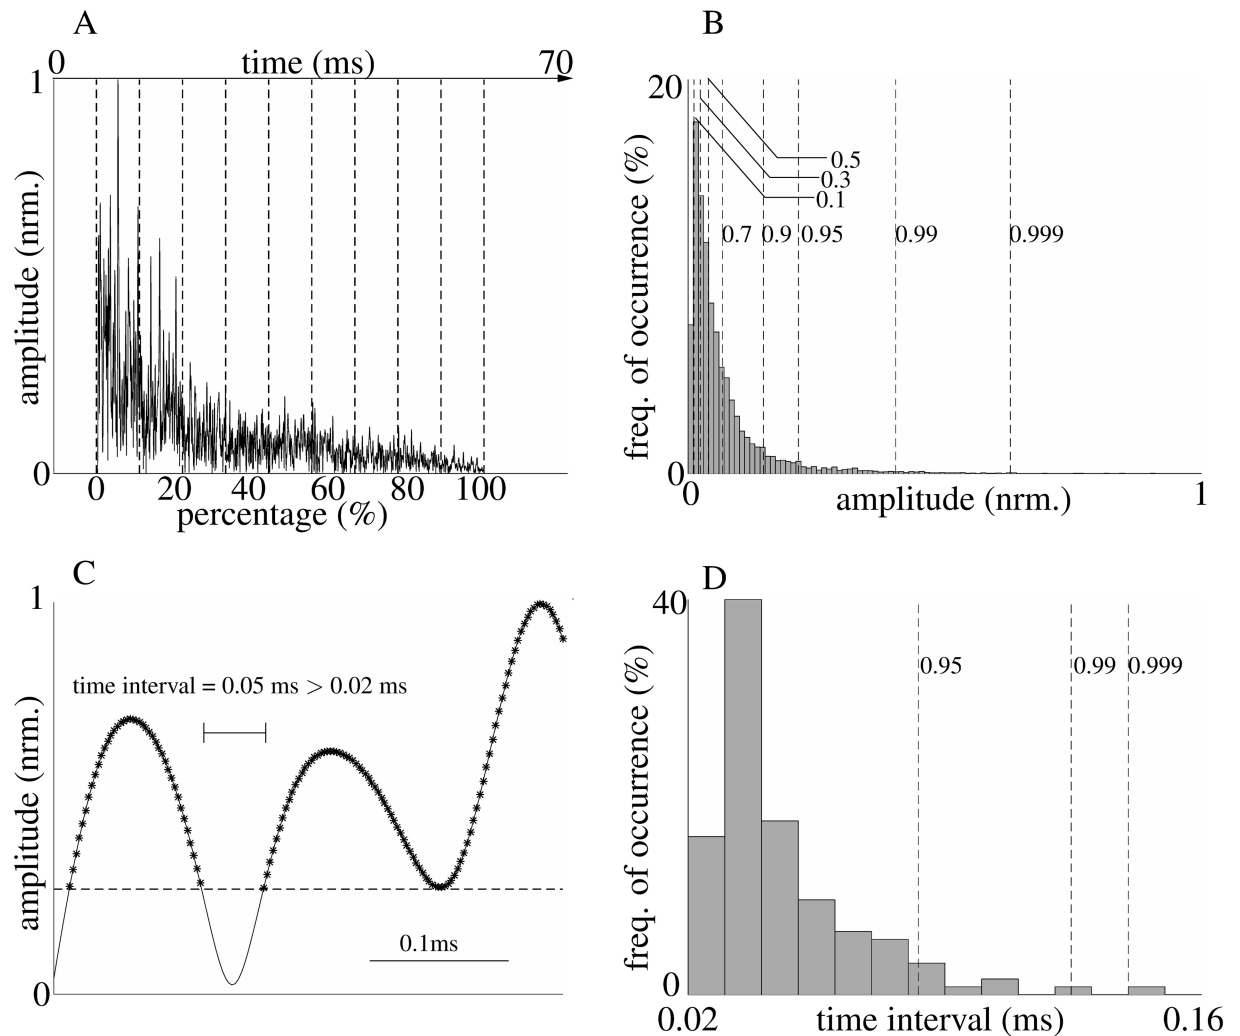 A
0 time (ms) 70
1
amplitude (nrm.)
0
0 20 40 60 80 100
percentage (%)
B
20
freq. of occurrence (%)
0.5
0.3
0.1
0.7 0.9 0.95 0.99 0.999
0
0 1
amplitude (nrm.)
C
1
time interval = 0.05 ms > 0.02 ms
amplitude (nrm.)
0.1ms
0
D
40
freq. of occurrence (%)
0.95 0.99 0.999
0
0.02 time interval (ms) 0.16